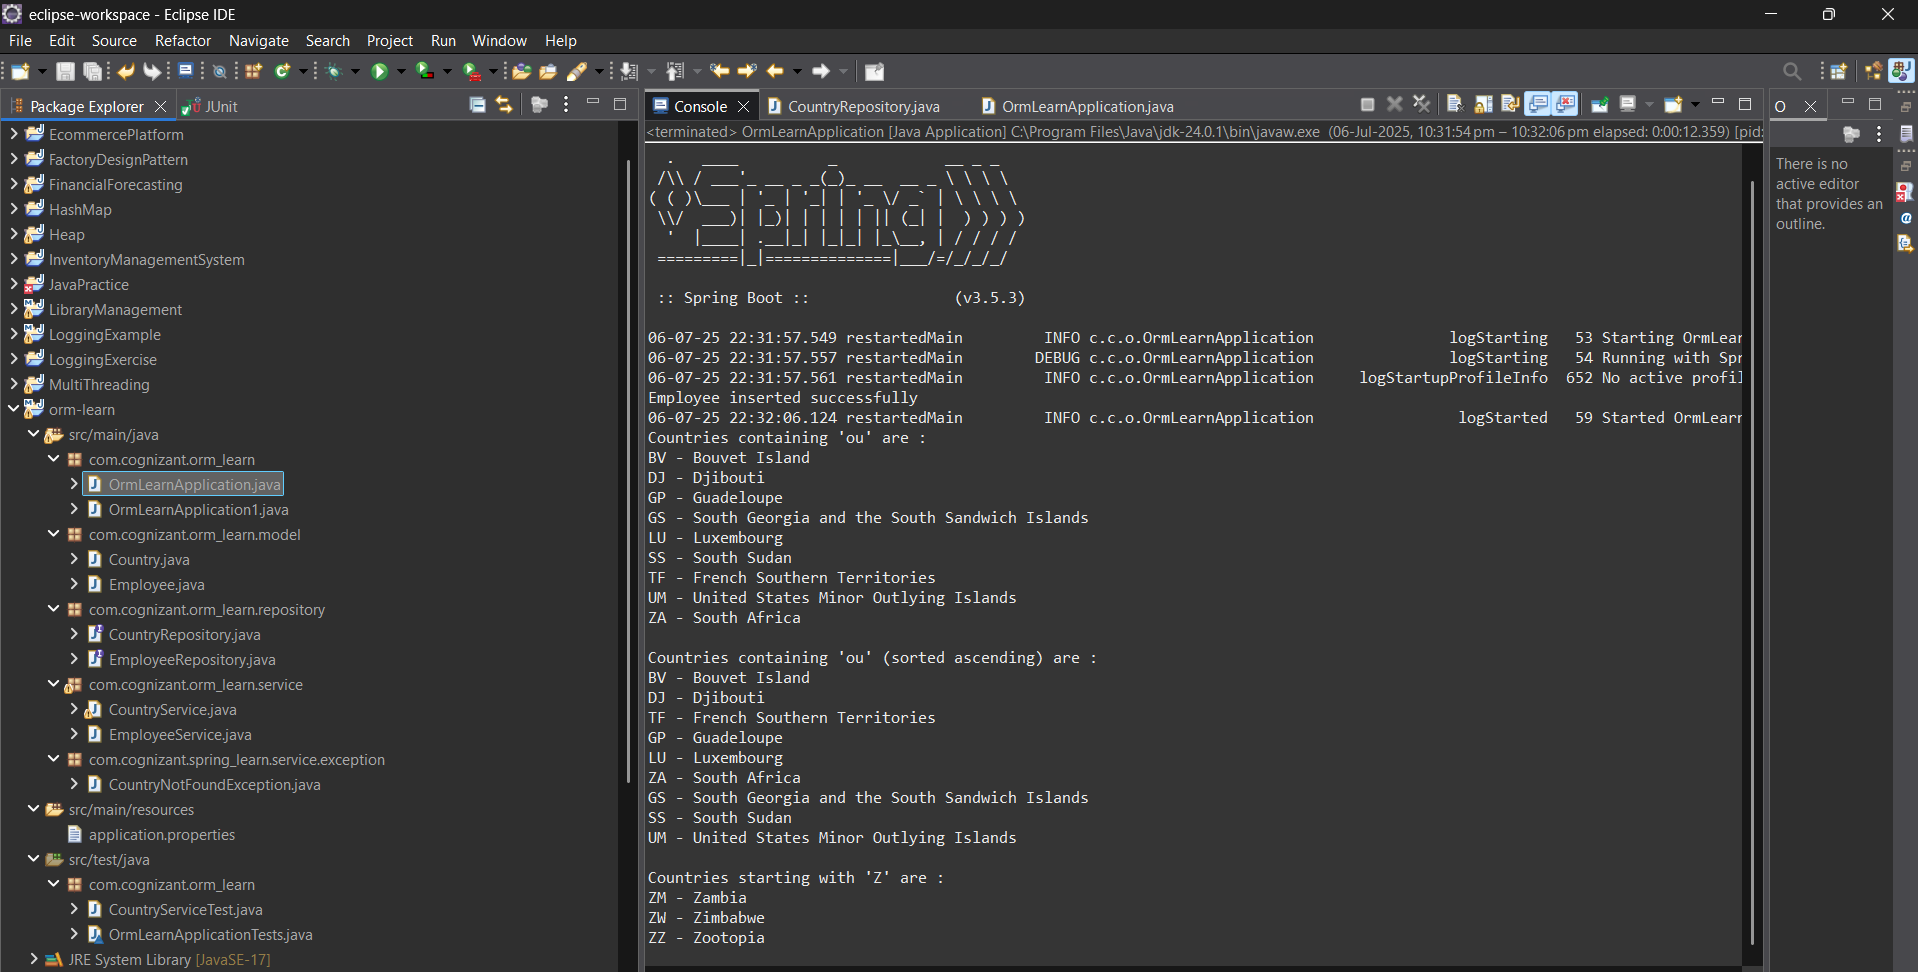 eclipse-workspace - Eclipse IDE
File Edit Source Refactor Navigate Search Project Run Window Help
Package Explorer
JUnit
EcommercePlatform
FactoryDesignPattern
FinancialForecasting
HashMap
Heap
InventoryManagementSystem
JavaPractice
LibraryManagement
LoggingExample
LoggingExercise
MultiThreading
orm-learn
src/main/java
com.cognizant.orm_learn
OrmLearnApplication.java
OrmLearnApplication1.java
com.cognizant.orm_learn.model
Country.java
Employee.java
com.cognizant.orm_learn.repository
CountryRepository.java
EmployeeRepository.java
com.cognizant.orm_learn.service
CountryService.java
EmployeeService.java
com.cognizant.spring_learn.service.exception
CountryNotFoundException.java
src/main/resources
application.properties
src/test/java
com.cognizant.orm_learn
CountryServiceTest.java
OrmLearnApplicationTests.java
JRE System Library [JavaSE-17]
Console
CountryRepository.java
OrmLearnApplication.java
<terminated> OrmLearnApplication [Java Application] C:\Program Files\Java\jdk-24.0.1\bin\javaw.exe (06-Jul-2025, 10:31:54 pm – 10:32:06 pm elapsed: 0:00:12.359) [pid:
Spring
:: Spring Boot :: (v3.5.3)
06-07-25 22:31:57.549 restartedMain INFO c.c.o.OrmLearnApplication logStarting 53 Starting OrmLear
06-07-25 22:31:57.557 restartedMain DEBUG c.c.o.OrmLearnApplication logStarting 54 Running with Spr
06-07-25 22:31:57.561 restartedMain INFO c.c.o.OrmLearnApplication logStartupProfileInfo 652 No active profil
Employee inserted successfully
06-07-25 22:32:06.124 restartedMain INFO c.c.o.OrmLearnApplication logStarted 59 Started OrmLearn
Countries containing 'ou' are :
BV - Bouvet Island
DJ - Djibouti
GP - Guadeloupe
GS - South Georgia and the South Sandwich Islands
LU - Luxembourg
SS - South Sudan
TF - French Southern Territories
UM - United States Minor Outlying Islands
ZA - South Africa
Countries containing 'ou' (sorted ascending) are :
BV - Bouvet Island
DJ - Djibouti
TF - French Southern Territories
GP - Guadeloupe
LU - Luxembourg
ZA - South Africa
GS - South Georgia and the South Sandwich Islands
SS - South Sudan
UM - United States Minor Outlying Islands
Countries starting with 'Z' are :
ZM - Zambia
ZW - Zimbabwe
ZZ - Zootopia
O
There is no
active editor
that provides an
outline.